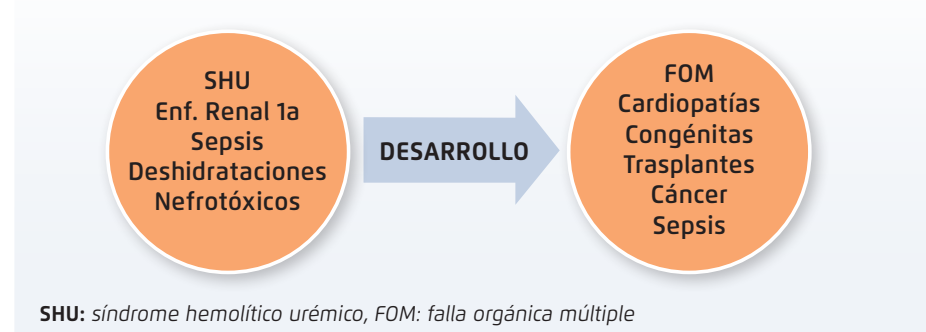 SHU
Enf. Renal 1a
Sepsis
Deshidrataciones
Nefrotóxicos
DESARROLLO
FOM
Cardiopatías
Congénitas
Trasplantes
Cáncer
Sepsis
SHU: síndrome hemolítico urémico, FOM: falla orgánica múltiple